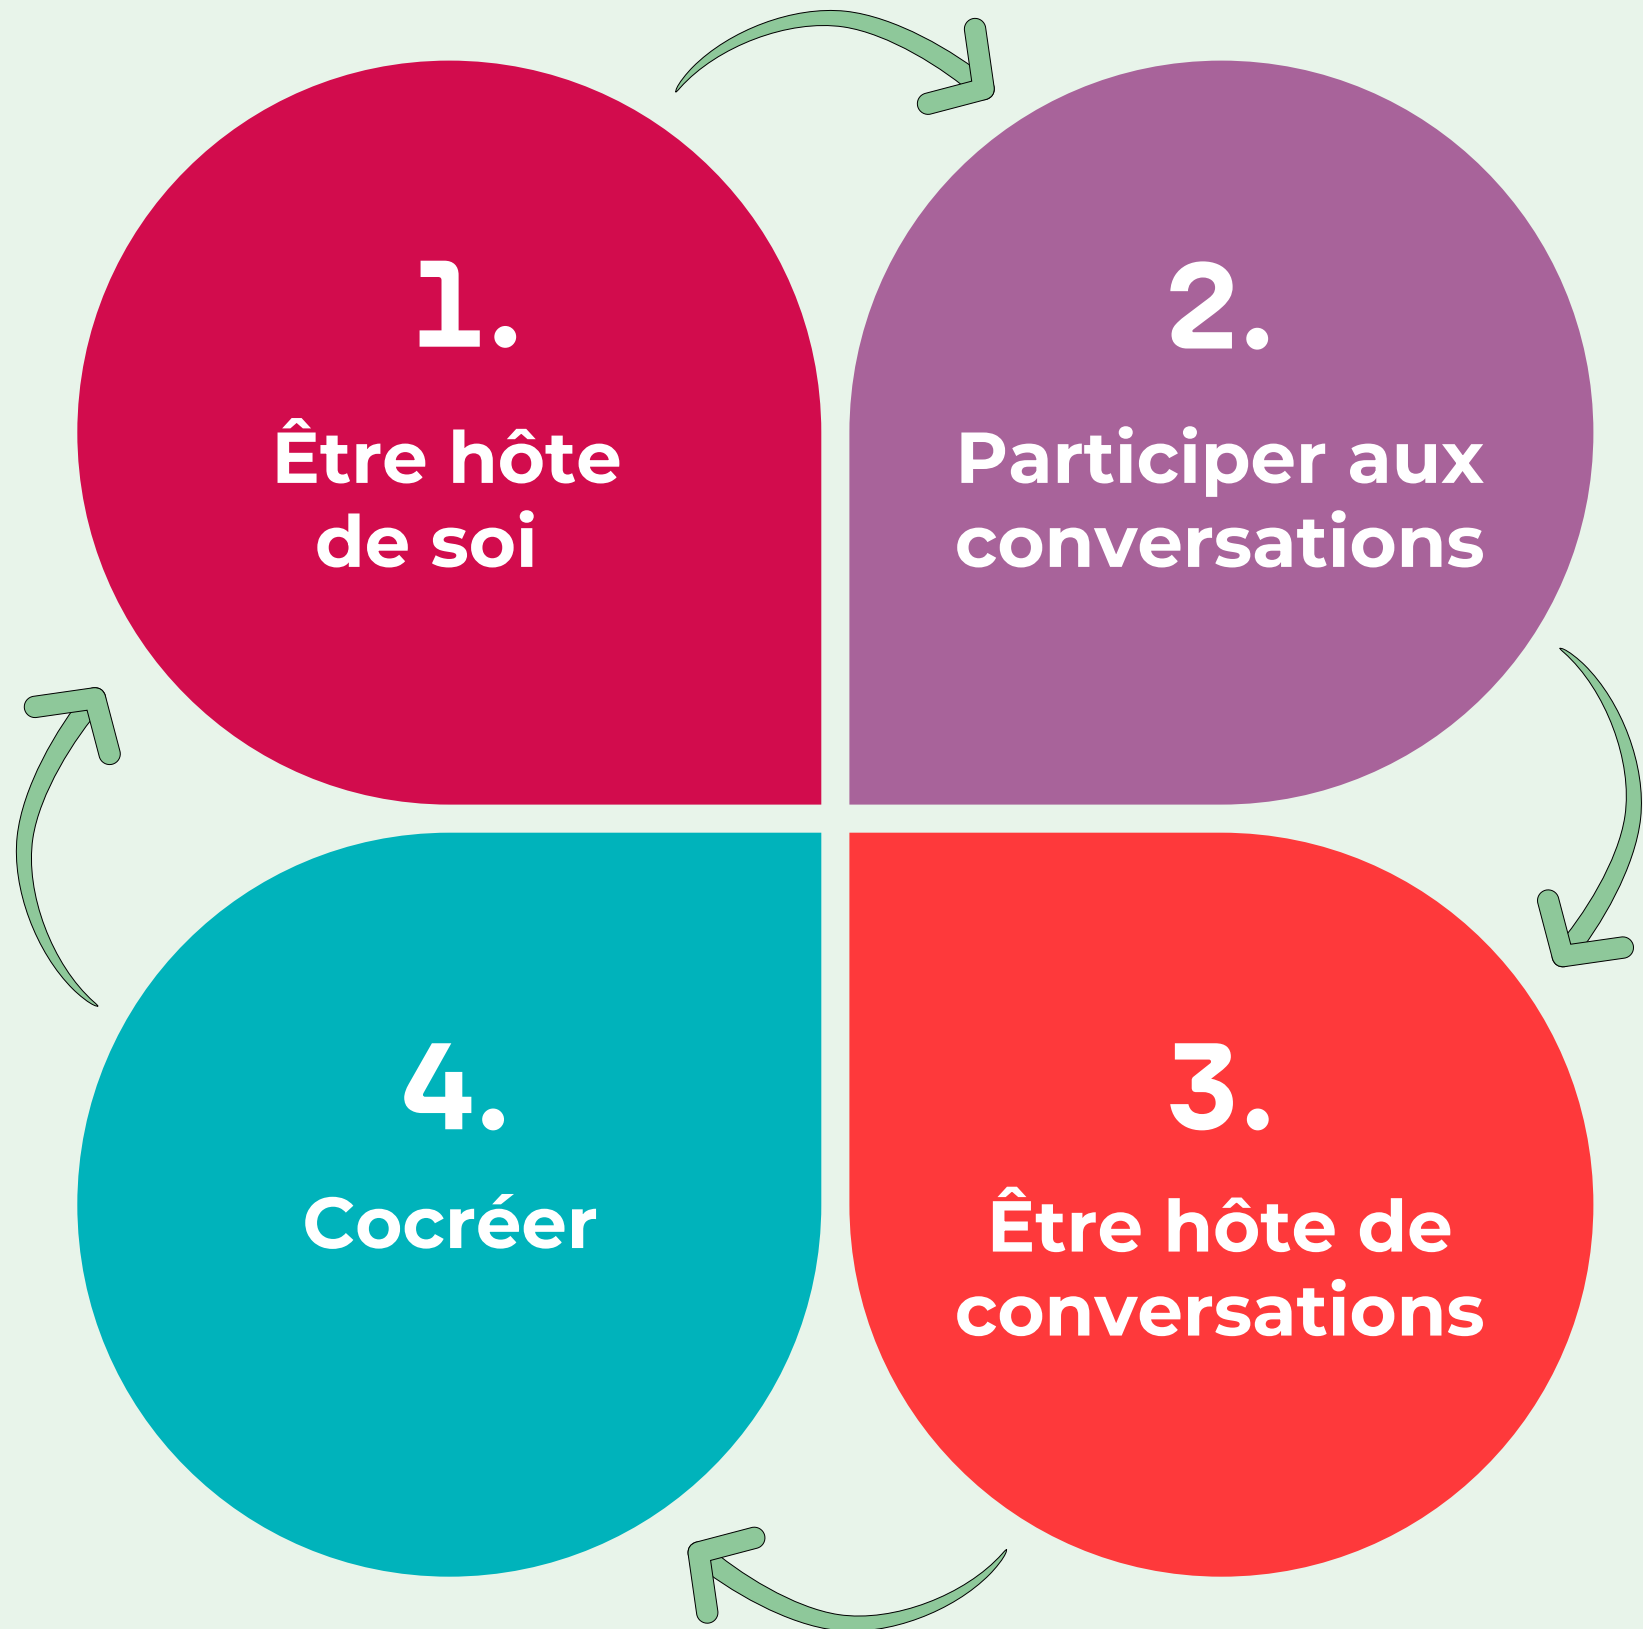 1.
Être hôte
de soi
2.
Participer aux
conversations
3.
Être hôte de
conversations
4.
Cocréer